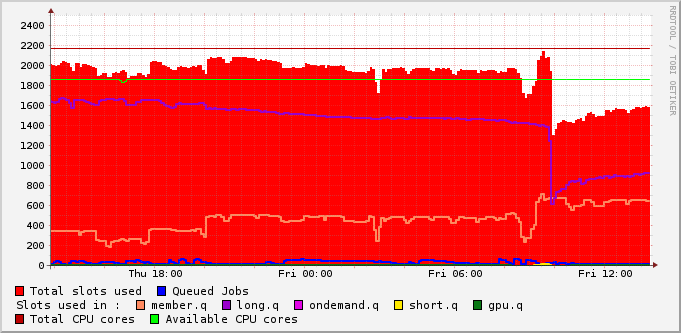 RRDTOOL / TOBI OETIKER
2400
2200
2000
1800
1600
1400
1200
1000
800
600
400
200
0
Thu 18:00 Fri 00:00 Fri 06:00 Fri 12:00
Total slots used Queued Jobs
Slots used in : member.q long.q ondemand.q short.q gpu.q
Total CPU cores Available CPU cores